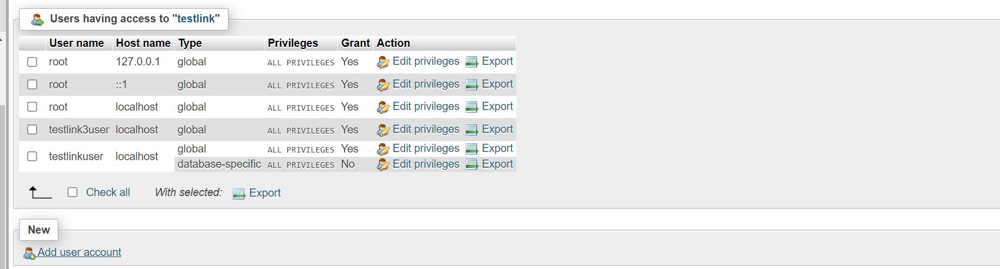 Users having access to "testlink"
User name Host name Type Privileges Grant Action
root 127.0.0.1 global ALL PRIVILEGES Yes Edit privileges Export
root ::1 global ALL PRIVILEGES Yes Edit privileges Export
root localhost global ALL PRIVILEGES Yes Edit privileges Export
testlink3user localhost global ALL PRIVILEGES Yes Edit privileges Export
testlinkuser localhost global ALL PRIVILEGES Yes Edit privileges Export
database-specific ALL PRIVILEGES No Edit privileges Export
Check all With selected: Export
New
Add user account